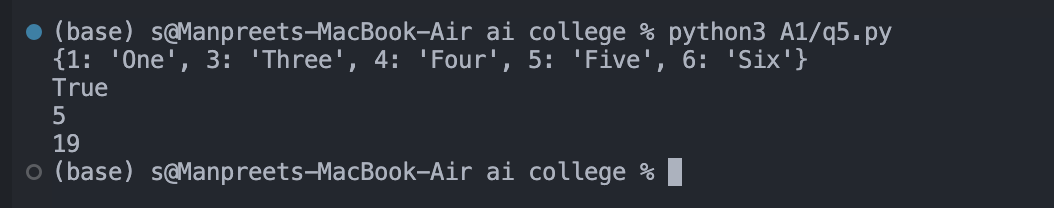 (base) s@Manpreets-MacBook-Air ai college % python3 A1/q5.py
{1: 'One', 3: 'Three', 4: 'Four', 5: 'Five', 6: 'Six'}
True
5
19
(base) s@Manpreets-MacBook-Air ai college %